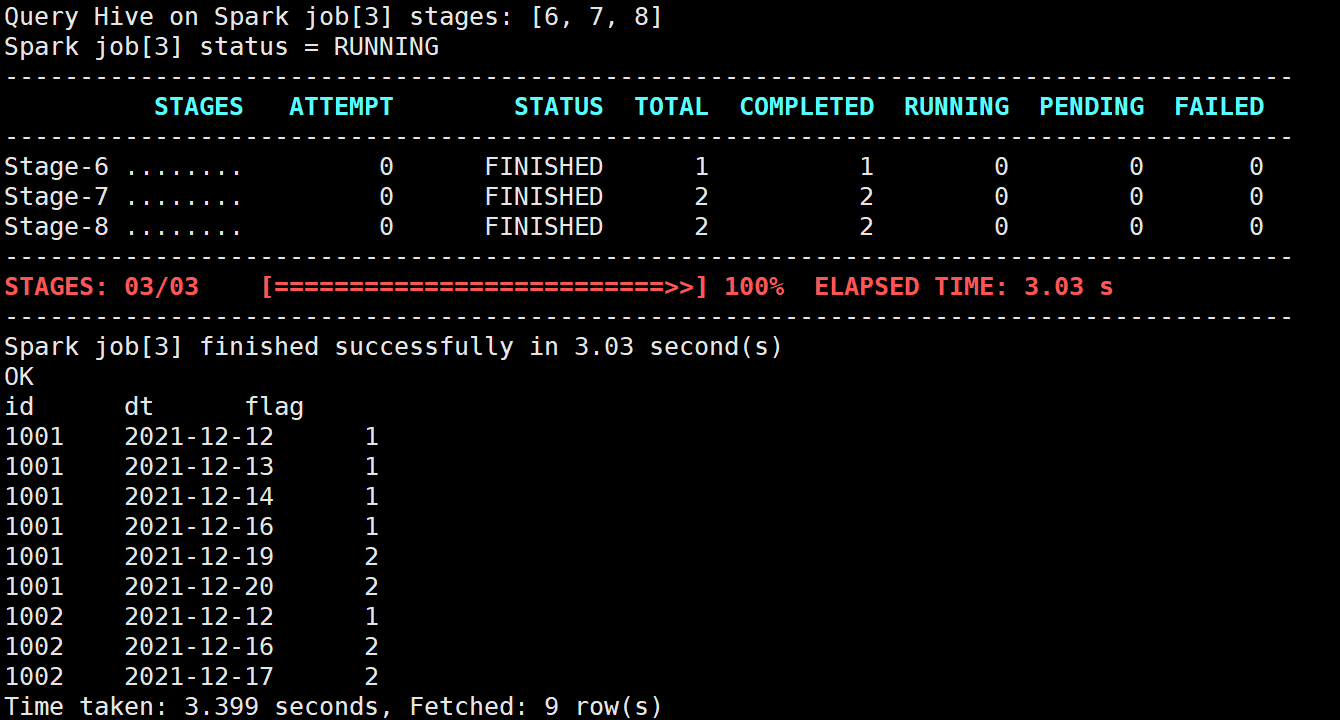 Query Hive on Spark job[3] stages: [6, 7, 8]
Spark job[3] status = RUNNING
--------------------------------------------------------------------------------------
STAGES   ATTEMPT        STATUS  TOTAL  COMPLETED  RUNNING  PENDING  FAILED
--------------------------------------------------------------------------------------
Stage-6 ........         0      FINISHED      1          1        0        0       0
Stage-7 ........         0      FINISHED      2          2        0        0       0
Stage-8 ........         0      FINISHED      2          2        0        0       0
--------------------------------------------------------------------------------------
STAGES: 03/03    [==========================>>] 100%  ELAPSED TIME: 3.03 s
--------------------------------------------------------------------------------------
Spark job[3] finished successfully in 3.03 second(s)
OK
id      dt      flag
1001    2021-12-12      1
1001    2021-12-13      1
1001    2021-12-14      1
1001    2021-12-16      1
1001    2021-12-19      2
1001    2021-12-20      2
1002    2021-12-12      1
1002    2021-12-16      2
1002    2021-12-17      2
Time taken: 3.399 seconds, Fetched: 9 row(s)